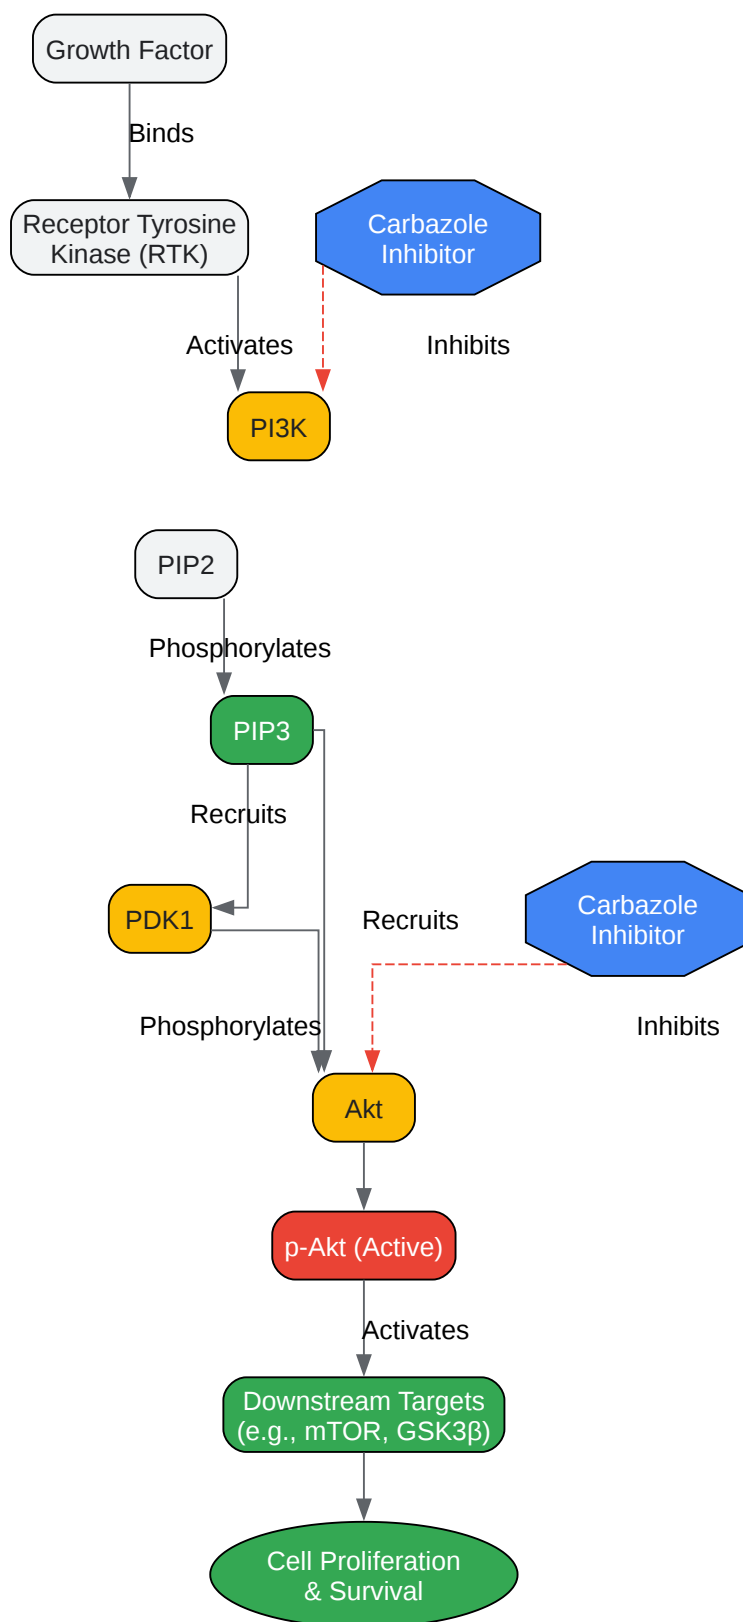 Growth Factor
Binds
Receptor Tyrosine
Kinase (RTK)
Carbazole
Inhibitor
Activates
Inhibits
PI3K
PIP2
Phosphorylates
PIP3
Recruits
PDK1
Recruits
Carbazole
Inhibitor
Phosphorylates
Inhibits
Akt
p-Akt (Active)
Activates
Downstream Targets
(e.g., mTOR, GSK3β)
Cell Proliferation
& Survival